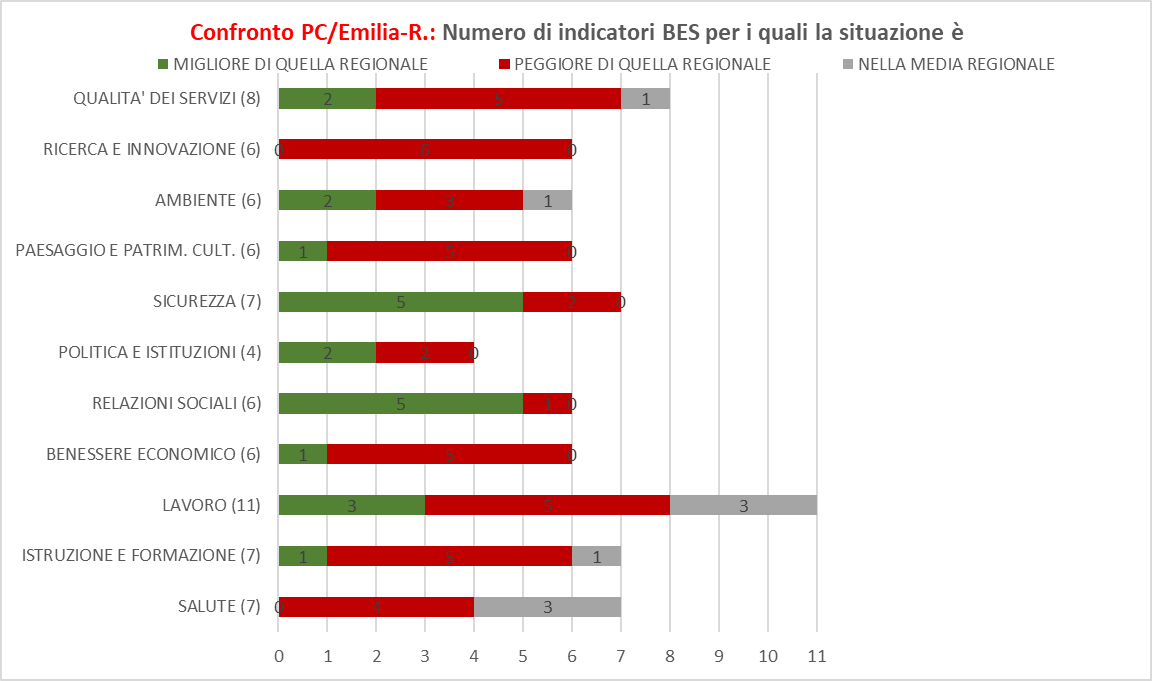 Confronto PC/Emilia-R.: Numero di indicatori BES per i quali la situazione è
MIGLIORE DI QUELLA REGIONALE PEGGIORE DI QUELLA REGIONALE NELLA MEDIA REGIONALE
QUALITA' DEI SERVIZI (8) 2 5 1
RICERCA E INNOVAZIONE (6) 0 6 0
AMBIENTE (6) 2 3 1
PAESAGGIO E PATRIM. CULT. (6) 1 5 0
SICUREZZA (7) 5 2 0
POLITICA E ISTITUZIONI (4) 2 2 0
RELAZIONI SOCIALI (6) 5 1 0
BENESSERE ECONOMICO (6) 1 5 0
LAVORO (11) 3 5 3
ISTRUZIONE E FORMAZIONE (7) 1 5 1
SALUTE (7) 0 4 3
0 1 2 3 4 5 6 7 8 9 10 11